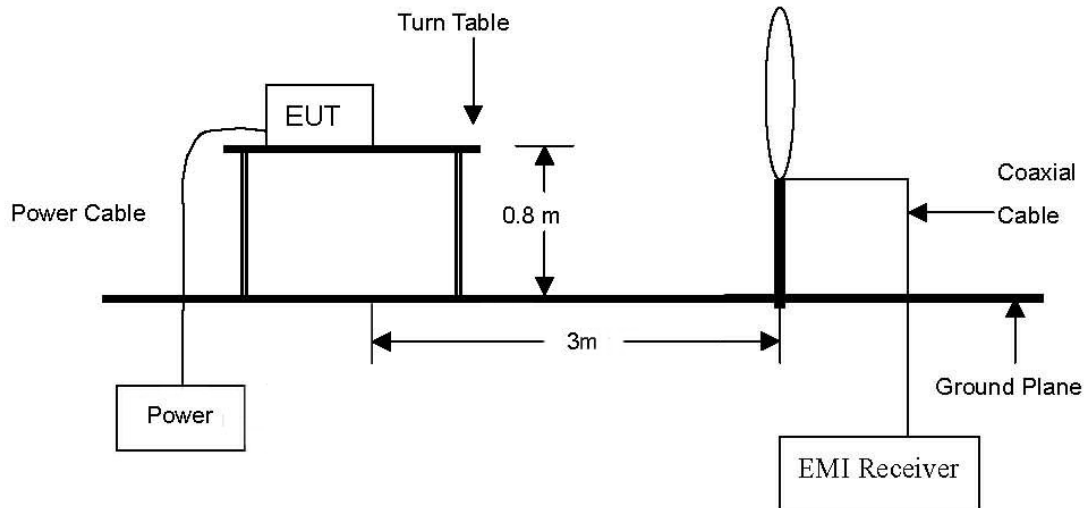 Turn Table
EUT
Coaxial
Power Cable
0.8 m
Cable
3m
Ground Plane
Power
EMI Receiver